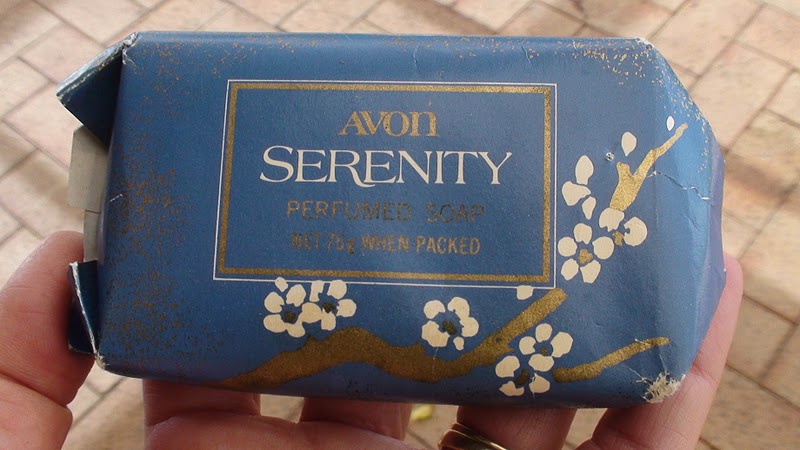 AVON
SERENITY
PERFUMED SOAP
NET 75g WHEN PACKED